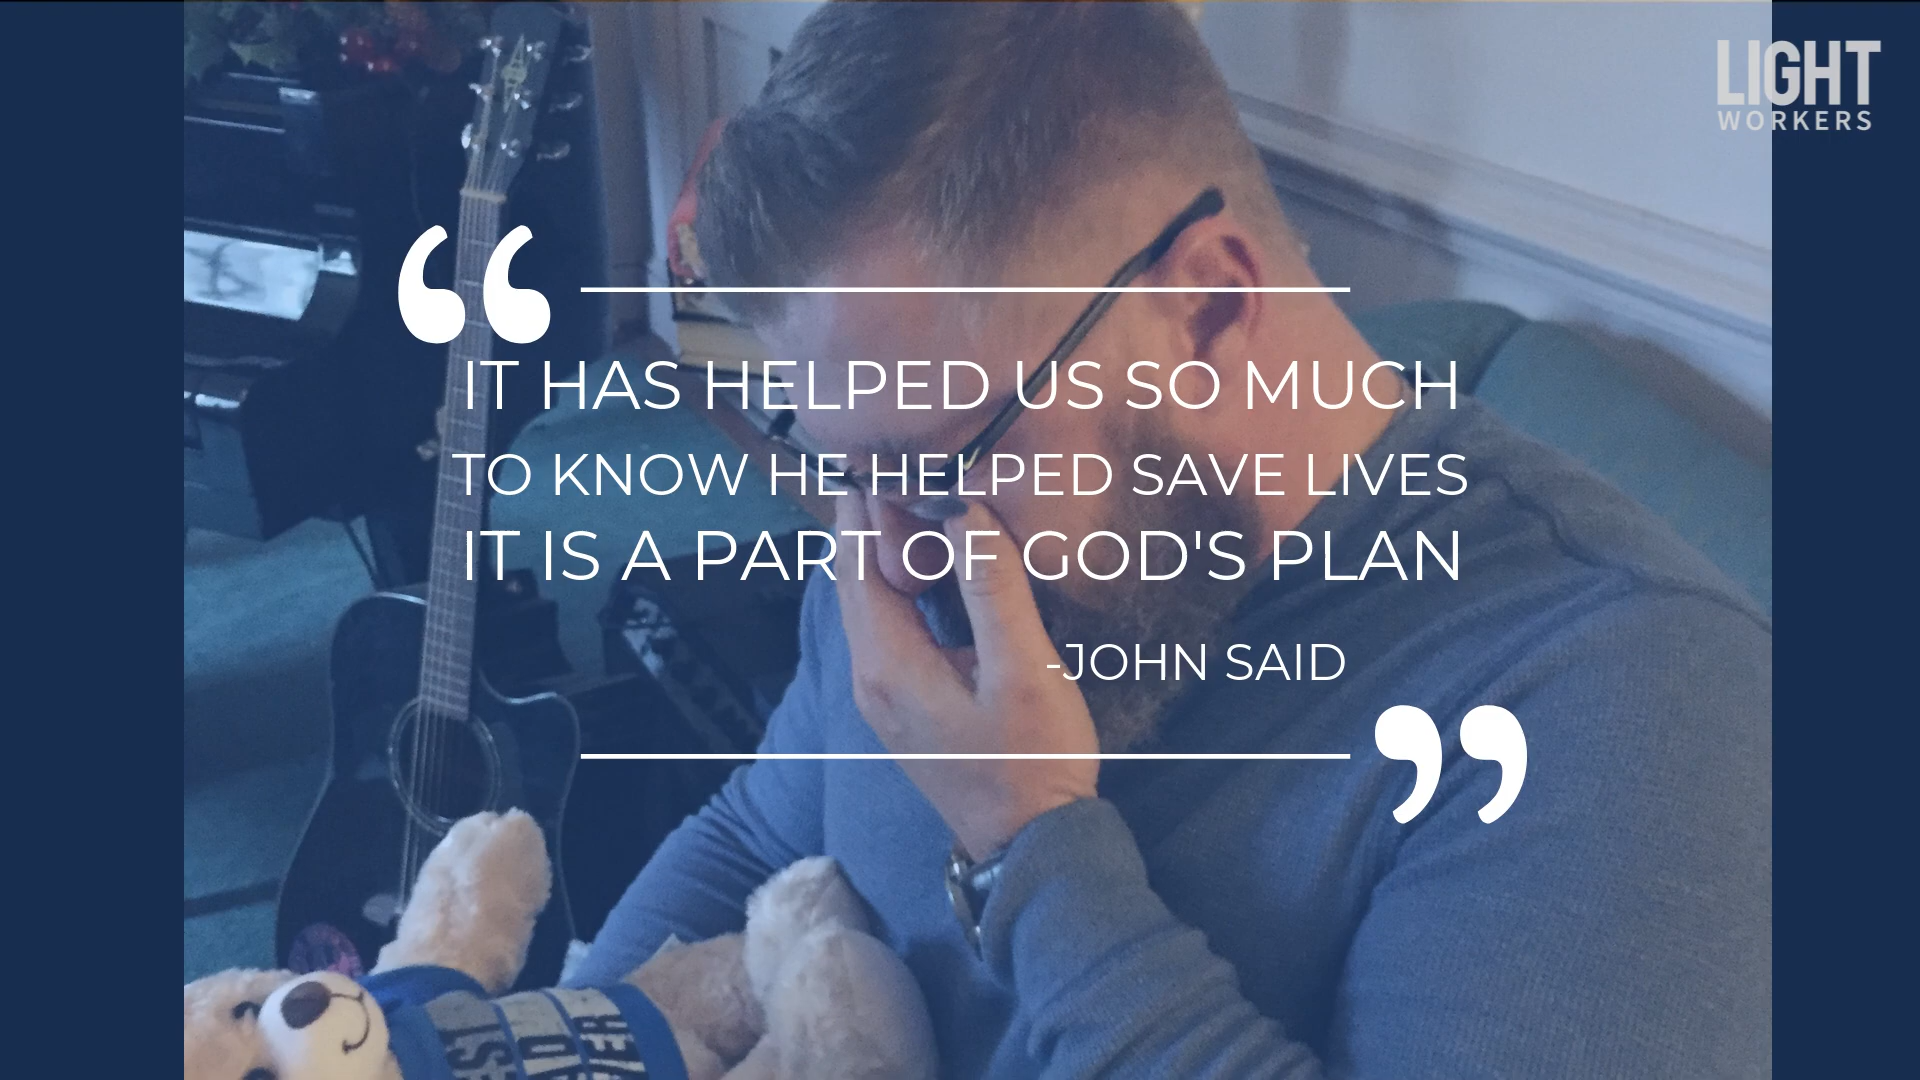 LIGHT
WORKERS
“
IT HAS HELPED US SO MUCH
TO KNOW HE HELPED SAVE LIVES
IT IS A PART OF GOD'S PLAN
-JOHN SAID
”